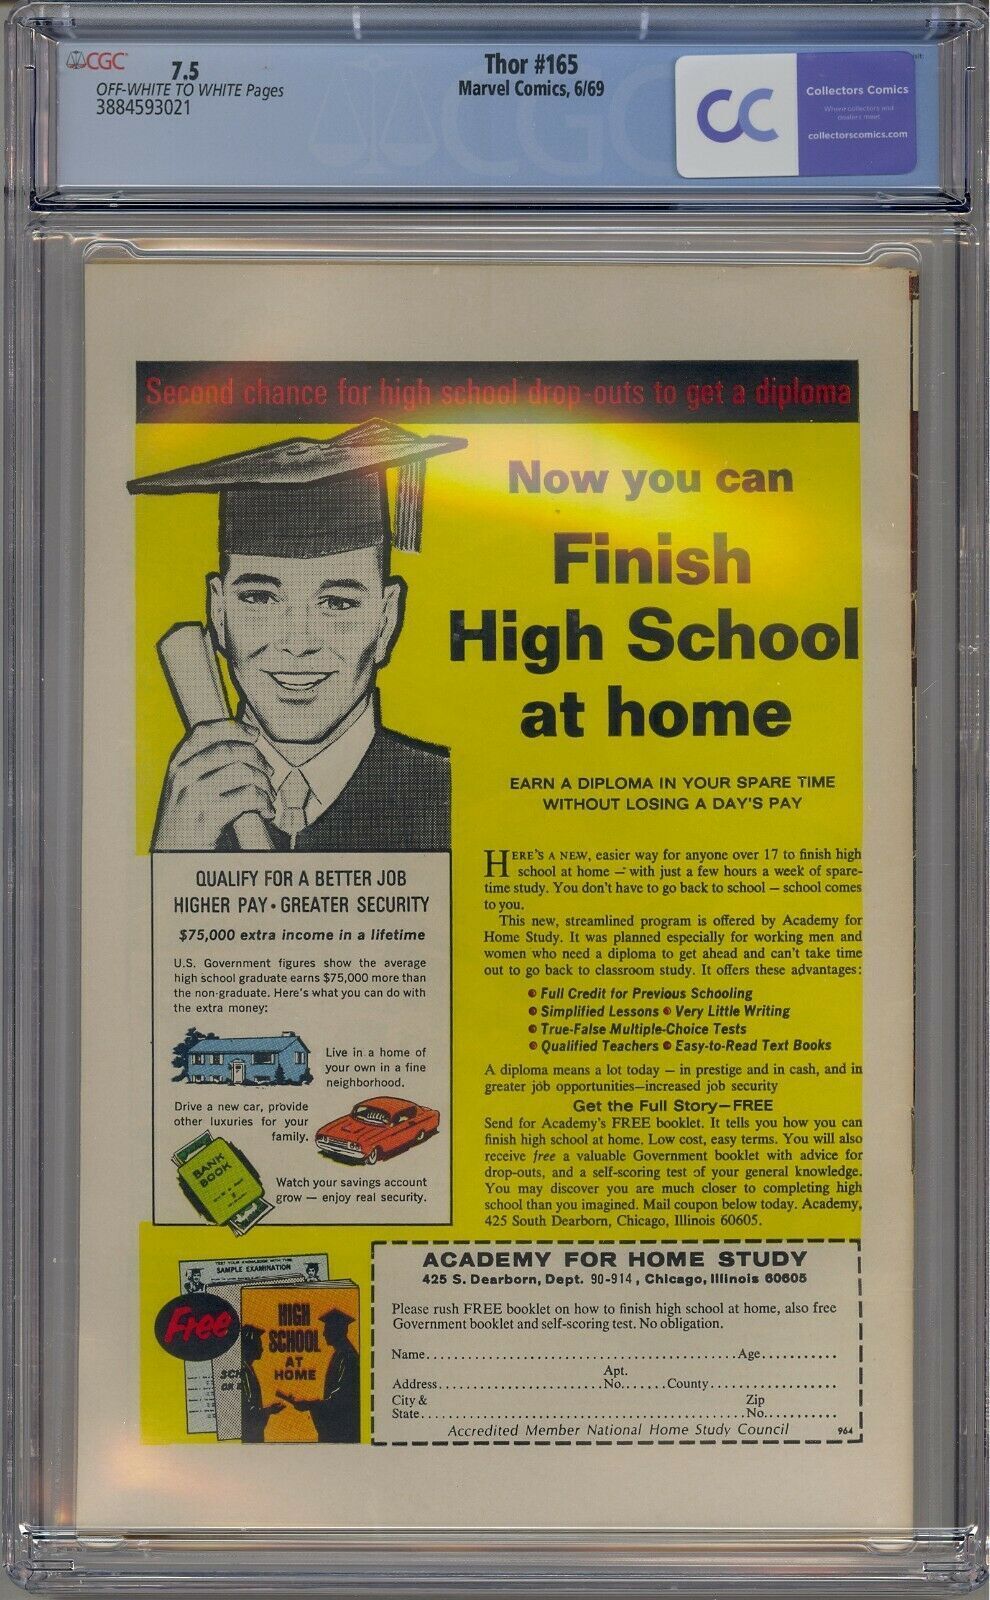 CGC
7.5
OFF-WHITE TO WHITE Pages
3884593021
Thor #165
Marvel Comics, 6/69
CC
Collectors Comics
Where collectors and
dealers meet
collectorscomics.com
Second chance for high school drop-outs to get a diploma
Now you can
Finish
High School
at home
EARN A DIPLOMA IN YOUR SPARE TIME
WITHOUT LOSING A DAY'S PAY
HERE'S A NEW, easier way for anyone over 17 to finish high
school at home — with just a few hours a week of spare-
time study. You don't have to go back to school — school comes
to you.
This new, streamlined program is offered by Academy for
Home Study. It was planned especially for working men and
women who need a diploma to get ahead and can't take time
out to go back to classroom study. It offers these advantages:
• Full Credit for Previous Schooling
• Simplified Lessons • Very Little Writing
• True-False Multiple-Choice Tests
• Qualified Teachers • Easy-to-Read Text Books
A diploma means a lot today — in prestige and in cash, and in
greater job opportunities—increased job security
Get the Full Story—FREE
Send for Academy's FREE booklet. It tells you how you can
finish high school at home. Low cost, easy terms. You will also
receive free a valuable Government booklet with advice for
drop-outs, and a self-scoring test of your general knowledge.
You may discover you are much closer to completing high
school than you imagined. Mail coupon below today. Academy,
425 South Dearborn, Chicago, Illinois 60605.
QUALIFY FOR A BETTER JOB
HIGHER PAY • GREATER SECURITY
$75,000 extra income in a lifetime
U.S. Government figures show the average
high school graduate earns $75,000 more than
the non-graduate. Here's what you can do with
the extra money:
Live in a home of
your own in a fine
neighborhood.
Drive a new car, provide
other luxuries for your
family.
BANK
BOOK
Watch your savings account
grow — enjoy real security.
TEST YOUR KNOWLEDGE WITH THIS
SAMPLE EXAMINATION
Free
HIGH
SCHOOL
AT
HOME
ACADEMY FOR HOME STUDY
425 S. Dearborn, Dept. 90-914, Chicago, Illinois 60605
Please rush FREE booklet on how to finish high school at home, also free
Government booklet and self-scoring test. No obligation.
Name.......................................................Age...........
Apt.
Address............................No.......County...................
City & Zip
State.......................................................No...........
Accredited Member National Home Study Council 964